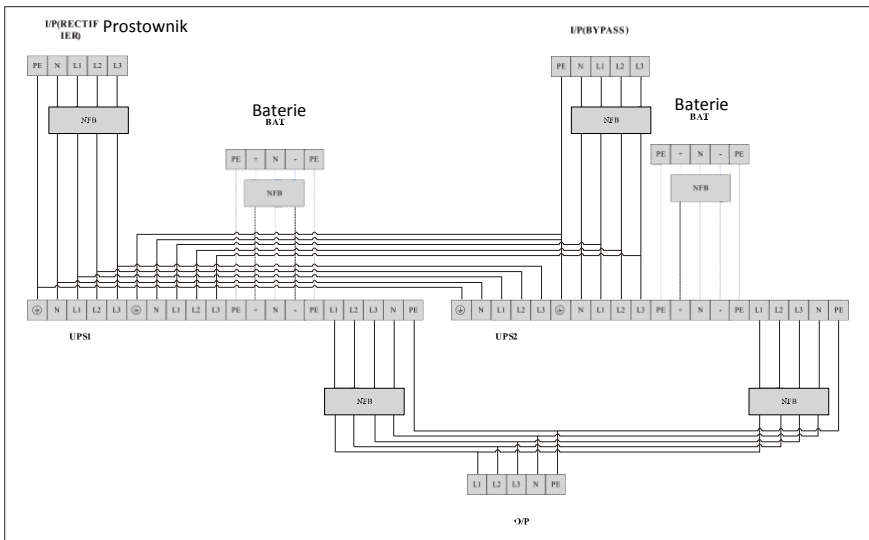 I/P(RECTIF Prostownik
IER)
I/P(BYPASS)
PE N L1 L2 L3
PE N L1 L2 L3
NFB
NFB
Baterie
BAT
Baterie
BAT
PE + N - PE
PE + N - PE
NFB
NFB
N L1 L2 L3 N L1 L2 L3 PE + N - PE L1 L2 L3 N PE
N L1 L2 L3 N L1 L2 L3 PE + N - PE L1 L2 L3 N PE
UPS1
UPS2
NFB
NFB
L1 L2 L3 N PE
O/P